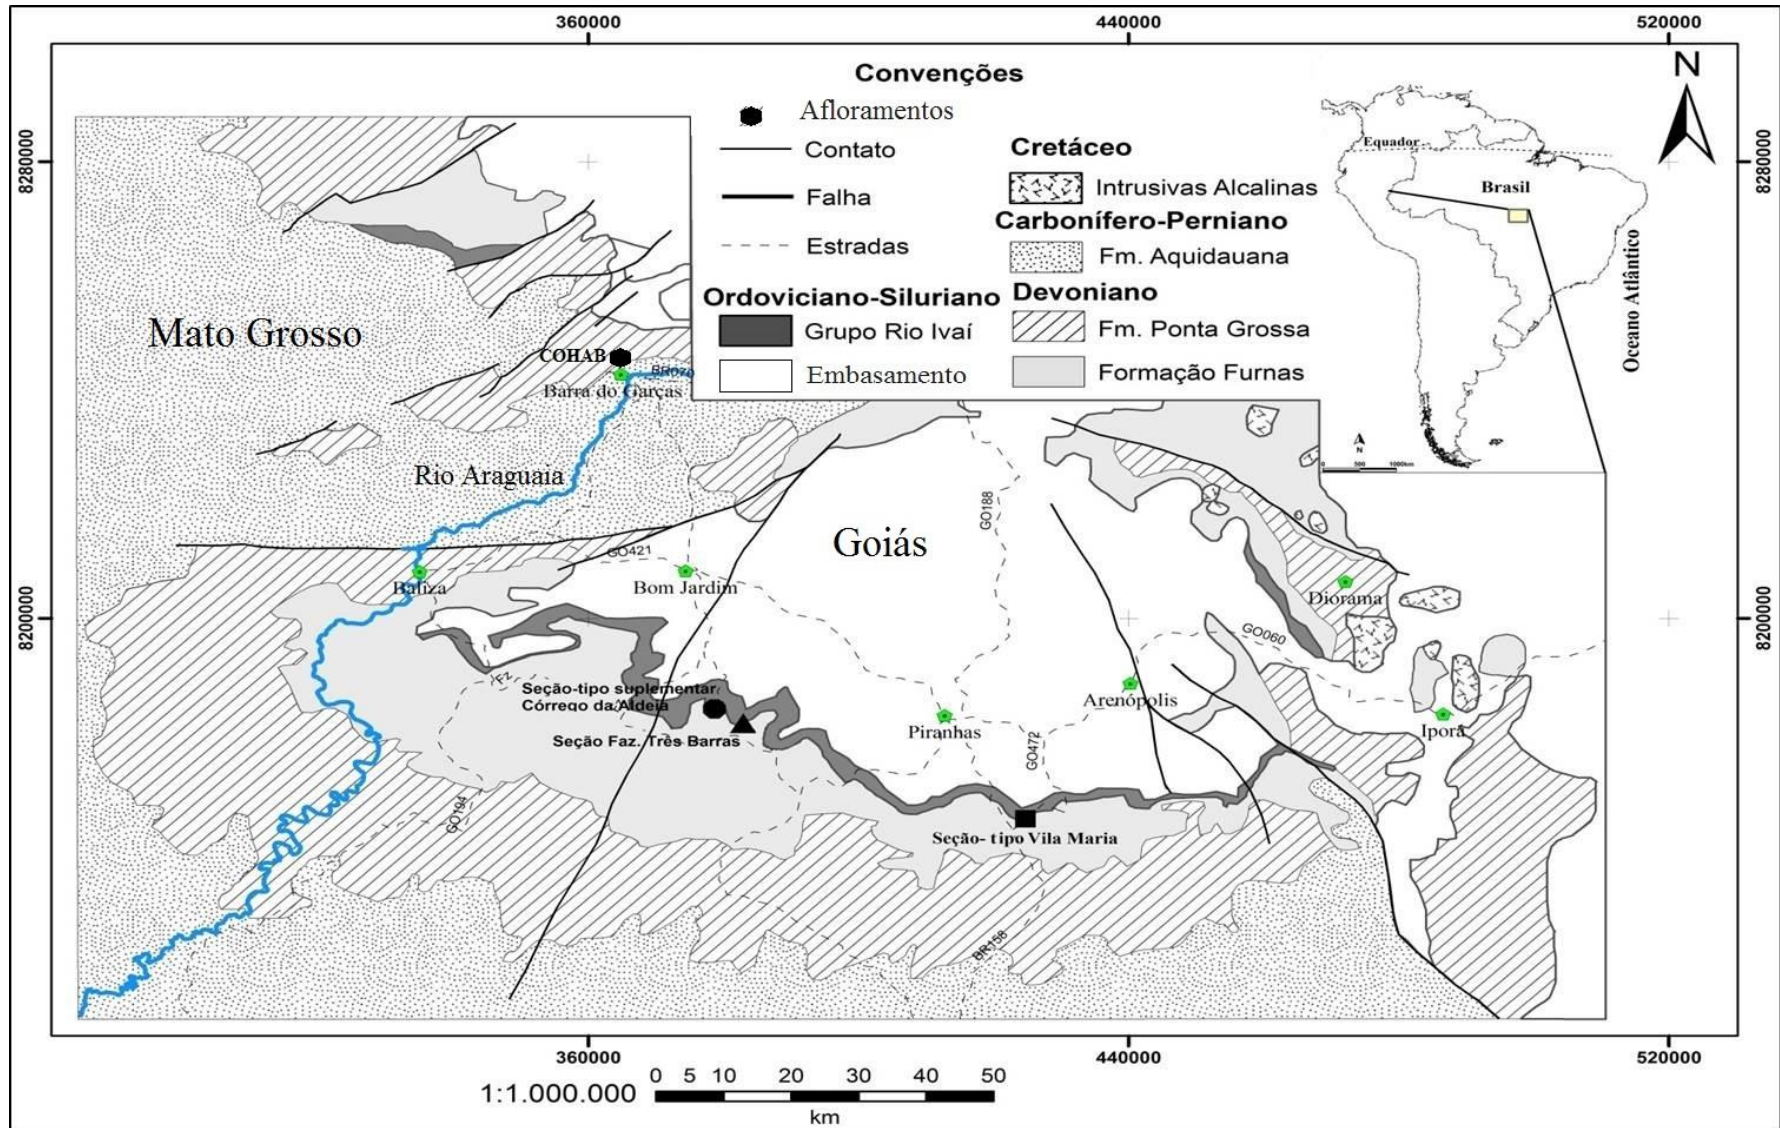 360000
440000
520000
8280000
8280000
Convenções
Afloramentos
Contato
Falha
Estradas
Ordoviciano-Siluriano
Grupo Rio Ivaí
Embasamento
Cretáceo
Intrusivas Alcalinas
Carbonífero-Perniano
Fm. Aquidauana
Devoniano
Fm. Ponta Grossa
Formação Furnas
N
Equador
Brasil
Oceano Atlântico
N
0 500 1000km
Mato Grosso
COHAB
BR070
Barra do Garças
Rio Araguaia
GO188
Goiás
GO421
Baliza
Bom Jardim
Diorama
8200000
8200000
GO060
Fz
Seção-tipo suplementar
Córrego da Aldeia
Seção Faz. Três Barras
Arenópolis
Piranhas
Iporá
GO472
GO194
Seção- tipo Vila Maria
BR158
360000
440000
520000
1:1.000.000
0 5 10 20 30 40 50
km